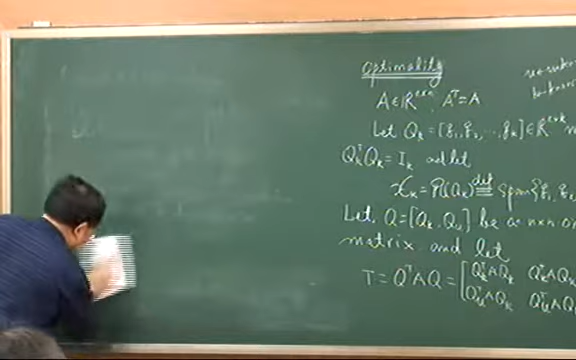 Optimality
A ∈ ℝⁿˣⁿ, Aᵀ = A
Let Qₖ = [q₁, q₂, ..., qₖ] ∈ ℝⁿˣᵏ
QₖᵀQₖ = Iₖ and let
𝒦ₖ = R(Qₖ) ≝ span{q₁, q₂,
Let Q = [Qₖ, Qᵤ] be an n×n
matrix and let
T = QᵀAQ = [QₖᵀAQₖ QₖᵀAQ
QᵤᵀAQₖ QᵤᵀAQ